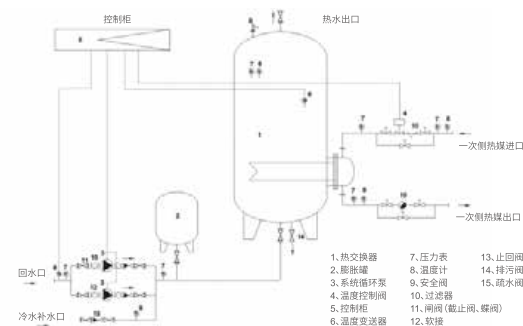 控制柜
热水出口
一次侧热媒进口
一次侧热媒出口
回水口
冷水补水口
1、热交换器 7、压力表 13、止回阀
2、膨胀罐 8、温度计 14、排污阀
3、系统循环泵 9、安全阀 15、疏水阀
4、温度控制阀 10、过滤器
5、控制柜 11、闸阀(截止阀、蝶阀)
6、温度变送器 12、软接